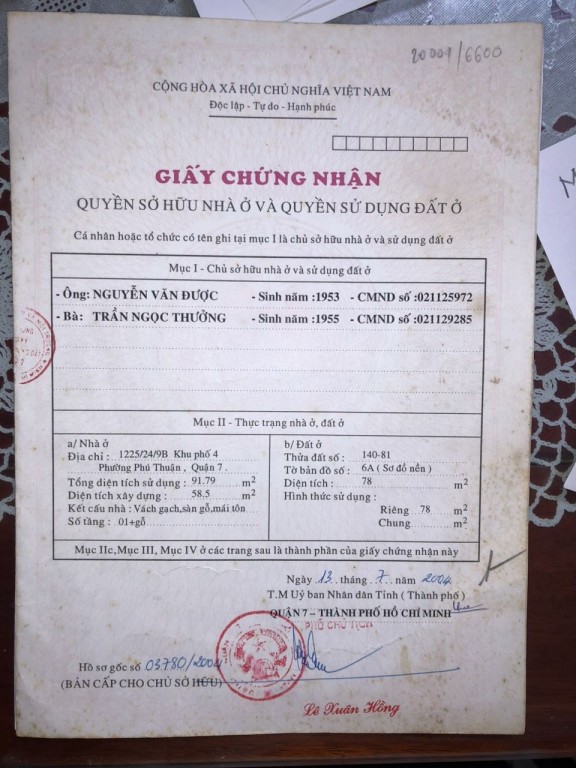 20001/6600
CỘNG HÒA XÃ HỘI CHỦ NGHĨA VIỆT NAM
Độc lập - Tự do - Hạnh phúc
GIẤY CHỨNG NHẬN
QUYỀN SỞ HỮU NHÀ Ở VÀ QUYỀN SỬ DỤNG ĐẤT Ở
Cá nhân hoặc tổ chức có tên ghi tại mục I là chủ sở hữu nhà ở và sử dụng đất ở
Mục I - Chủ sở hữu nhà ở và sử dụng đất ở
- Ông: NGUYỄN VĂN ĐƯỢC - Sinh năm :1953 - CMND số :021125972
- Bà: TRẦN NGỌC THƯỞNG - Sinh năm :1955 - CMND số :021129285
Mục II - Thực trạng nhà ở, đất ở
a/ Nhà ở
Địa chỉ : 1225/24/9B Khu phố 4
Phường Phú Thuận , Quận 7 .
Tổng diện tích sử dụng : 91.79 m2
Diện tích xây dựng : 58.5 m2
Kết cấu nhà : Vách gạch,sàn gỗ,mái tôn
Số tầng : 01+gỗ
b/ Đất ở
Thửa đất số : 140-81
Tờ bản đồ số : 6A ( Sơ đồ nền )
Diện tích : 78 m2
Hình thức sử dụng :
Riêng 78 m2
Chung m2
Mục IIc,Mục III, Mục IV ở các trang sau là thành phần của giấy chứng nhận này
Ngày 13 tháng 7 năm 2004
T.M Uỷ ban Nhân dân Tỉnh ( Thành phố )
QUẬN 7 – THÀNH PHỐ HỒ CHÍ MINH
PHÓ CHỦ TỊCH
Hồ sơ gốc số 03780/2004
(BẢN CẤP CHO CHỦ SỞ HỮU)
Lê Xuân Hồng